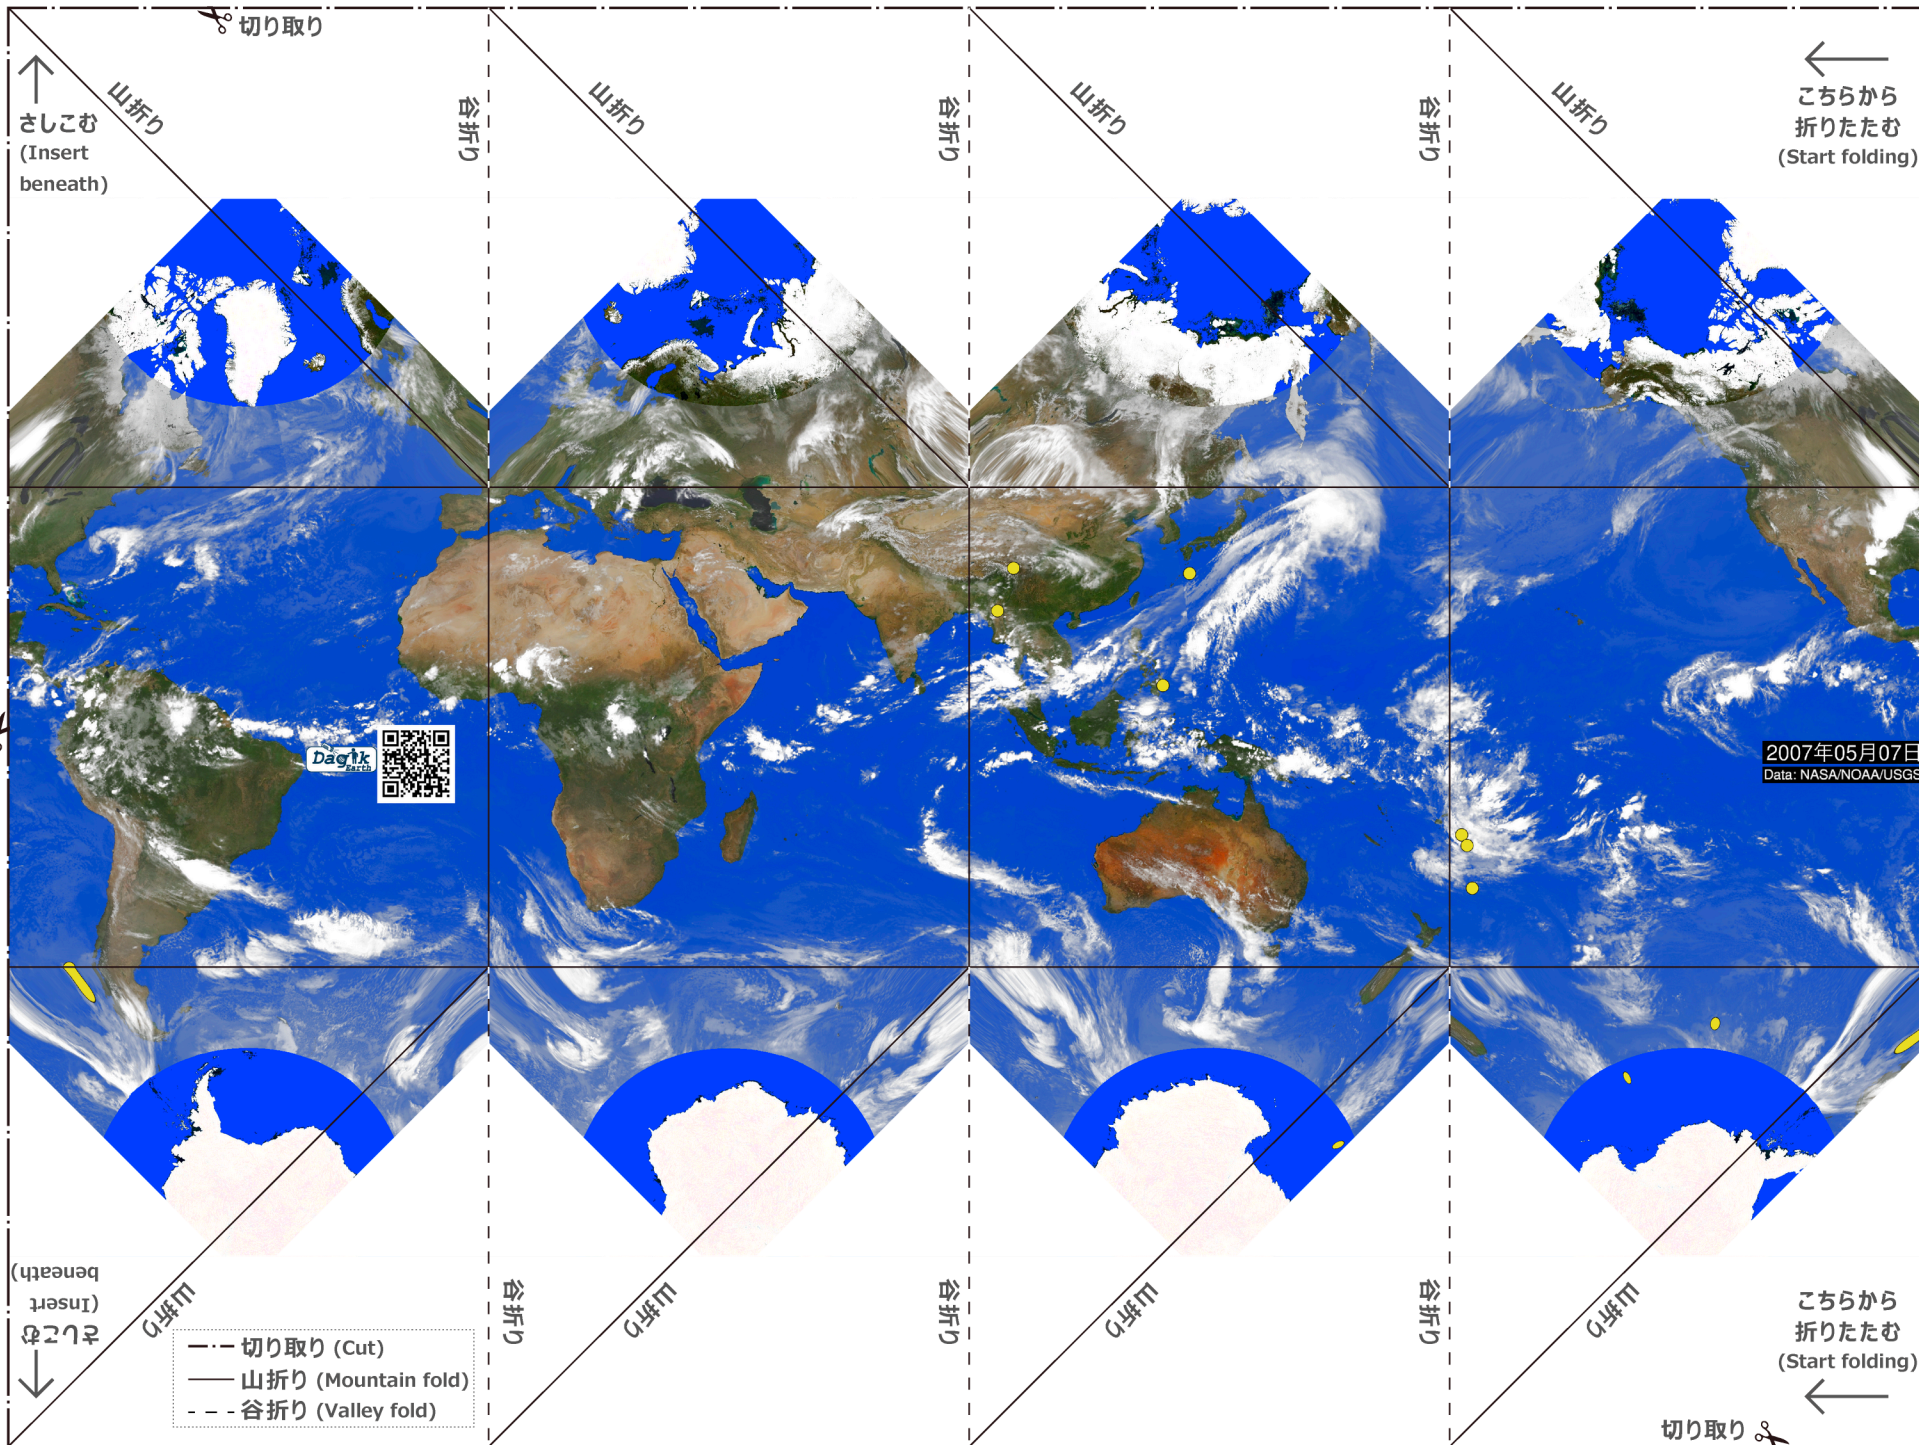 切り取り
さしこむ
(Insert
beneath)
山折り
谷折り
山折り
谷折り
山折り
谷折り
山折り
こちらから
折りたたむ
(Start folding)
Dagik
Earth
2007年05月07日
Data: NASA/NOAA/USGS
さしこむ
(Insert
beneath)
山折り
谷折り
山折り
谷折り
山折り
谷折り
山折り
こちらから
折りたたむ
(Start folding)
切り取り (Cut)
山折り (Mountain fold)
谷折り (Valley fold)
切り取り